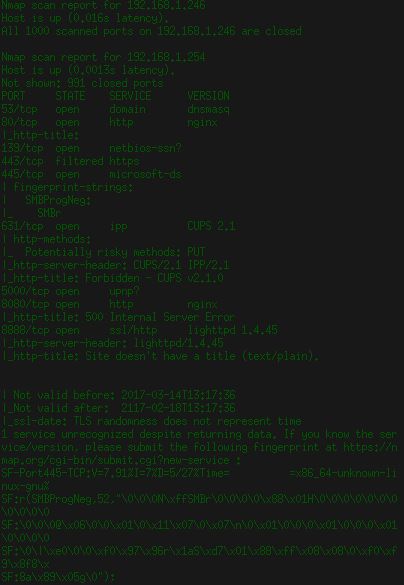 Nmap scan report for 192.168.1.246
Host is up (0.016s latency).
All 1000 scanned ports on 192.168.1.246 are closed
Nmap scan report for 192.168.1.254
Host is up (0.0013s latency).
Not shown: 991 closed ports
PORT STATE SERVICE VERSION
53/tcp open domain dnsmasq
80/tcp open http nginx
|_http-title:
139/tcp open netbios-ssn?
443/tcp filtered https
445/tcp open microsoft-ds
| fingerprint-strings:
| SMBProgNeg:
|_ SMBr
631/tcp open ipp CUPS 2.1
| http-methods:
|_ Potentially risky methods: PUT
|_http-server-header: CUPS/2.1 IPP/2.1
|_http-title: Forbidden - CUPS v2.1.0
5000/tcp open upnp?
8080/tcp open http nginx
|_http-title: 500 Internal Server Error
8888/tcp open ssl/http lighttpd 1.4.45
|_http-server-header: lighttpd/1.4.45
|_http-title: Site doesn't have a title (text/plain).
| Not valid before: 2017-03-14T13:17:36
|_Not valid after: 2117-02-18T13:17:36
|_ssl-date: TLS randomness does not represent time
1 service unrecognized despite returning data. If you know the ser
vice/version, please submit the following fingerprint at https://n
map.org/cgi-bin/submit.cgi?new-service :
SF-Port445-TCP:V=7.91%I=7%D=5/27%Time= =x86_64-unknown-li
nux-gnu%
SF:r(SMBProgNeg,52,"\0\0\0N\xffSMBr\0\0\0\0\x88\x01H\0\0\0\0\0\0\0
\0\0\0\0
SF:\0\0\0@\x06\0\0\x01\0\x11\x07\0\x07\n\0\x01\0\0\0\x01\0\0\0\x01
\0\0\0\0
SF:\0\|\xe0\0\0\xf0\x97\x96r\x1aS\xd7\x01\x88\xff\x08\x08\0\xf0\xf
9\x8f8\x
SF:8a\x89\x05g\0");